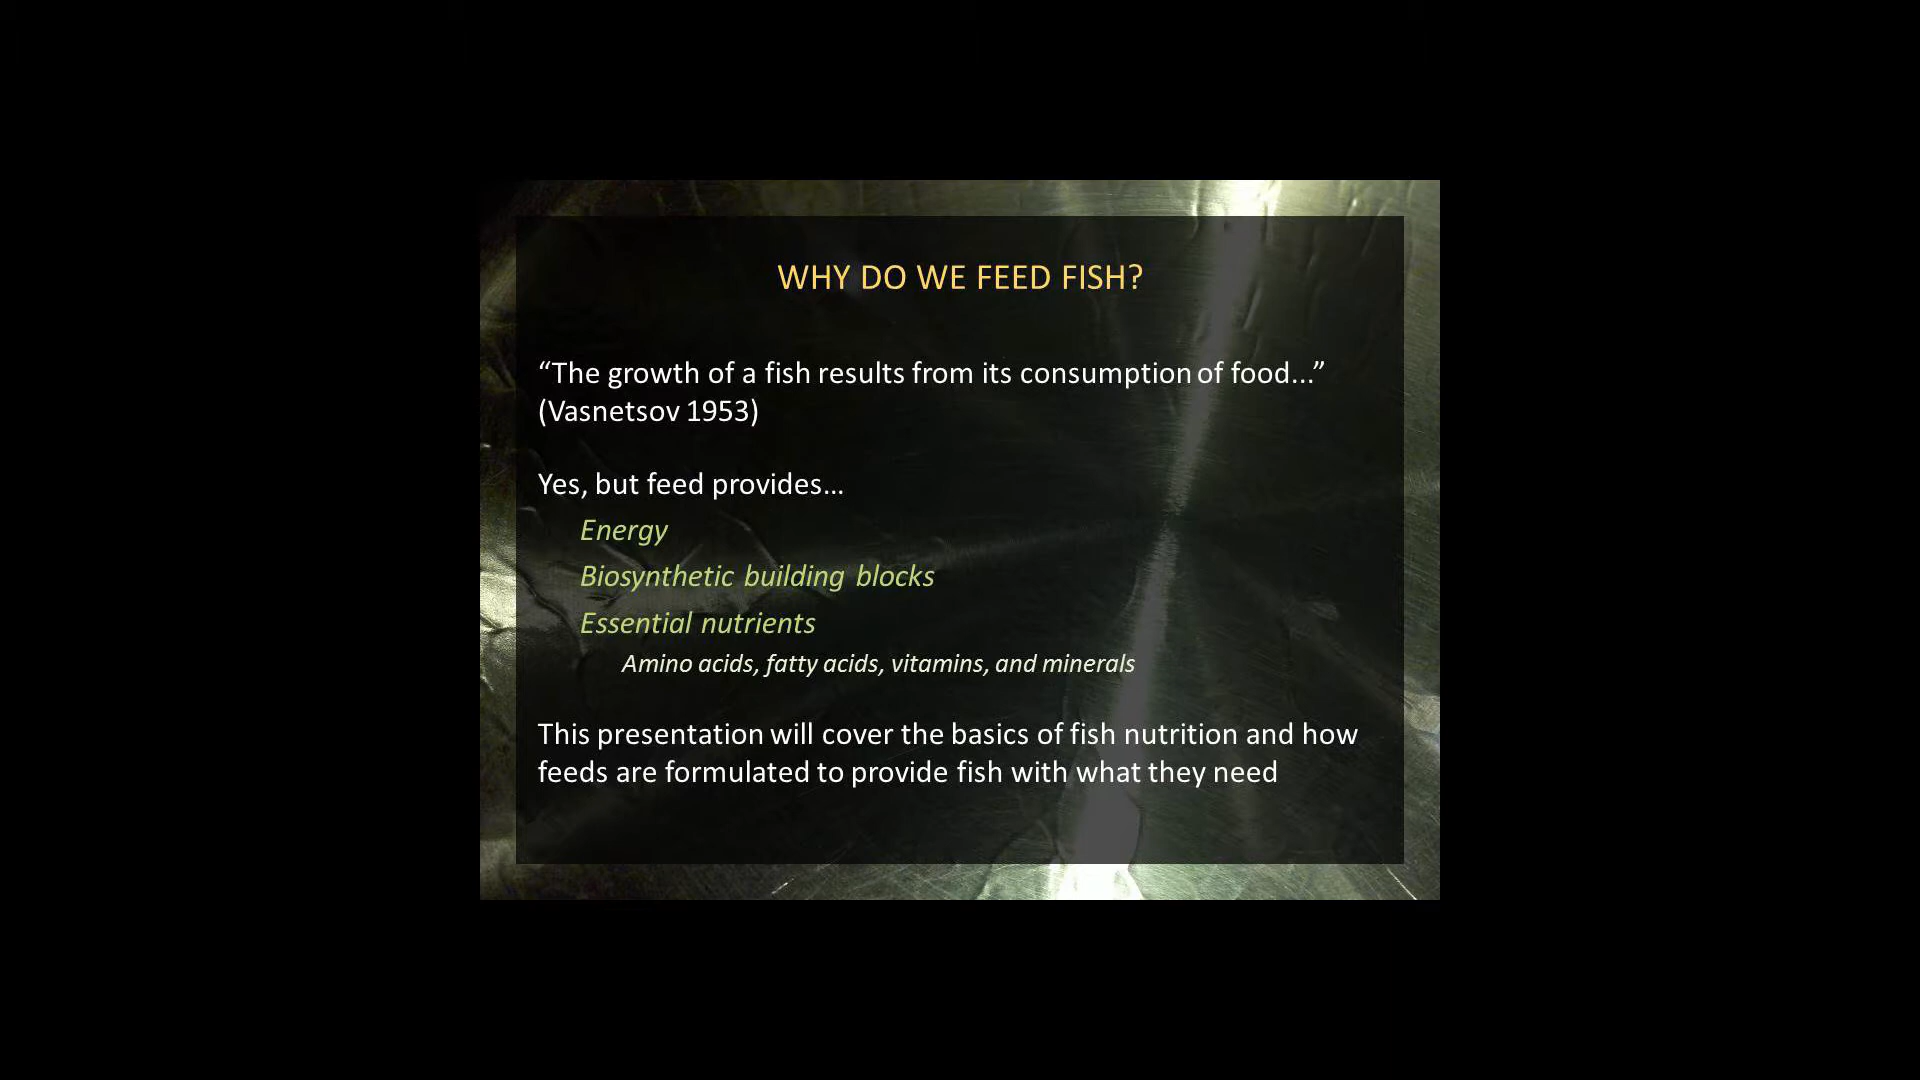 WHY DO WE FEED FISH?
“The growth of a fish results from its consumption of food...”
(Vasnetsov 1953)
Yes, but feed provides…
Energy
Biosynthetic building blocks
Essential nutrients
Amino acids, fatty acids, vitamins, and minerals
This presentation will cover the basics of fish nutrition and how
feeds are formulated to provide fish with what they need